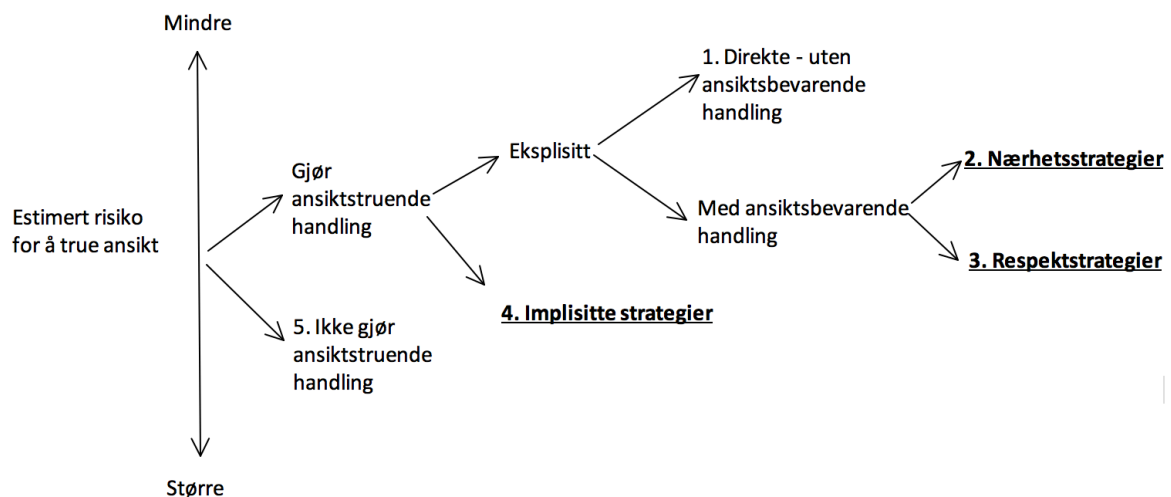 Mindre
1. Direkte - uten
ansiktsbevarende
handling
Eksplisitt
2. Nærhetsstrategier
Gjør
ansiktstruende
handling
Med ansiktsbevarende
handling
Estimert risiko
for å true ansikt
3. Respektstrategier
4. Implisitte strategier
5. Ikke gjør
ansiktstruende
handling
Større